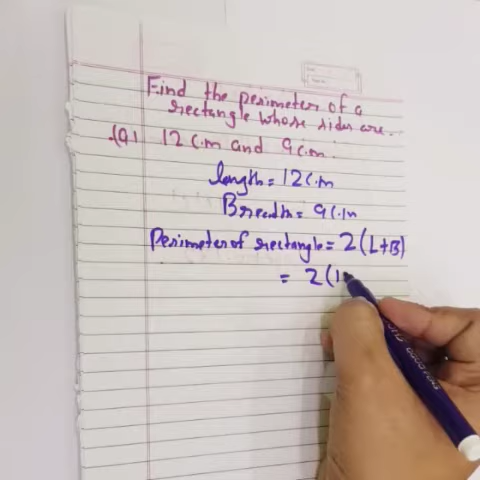 Find the perimeter of a
rectangle whose sides are.
(a) 12 c.m and 9 c.m.
length = 12 c.m
Breadth = 9 c.m
Perimeter of rectangle = 2(L+B)
= 2(1